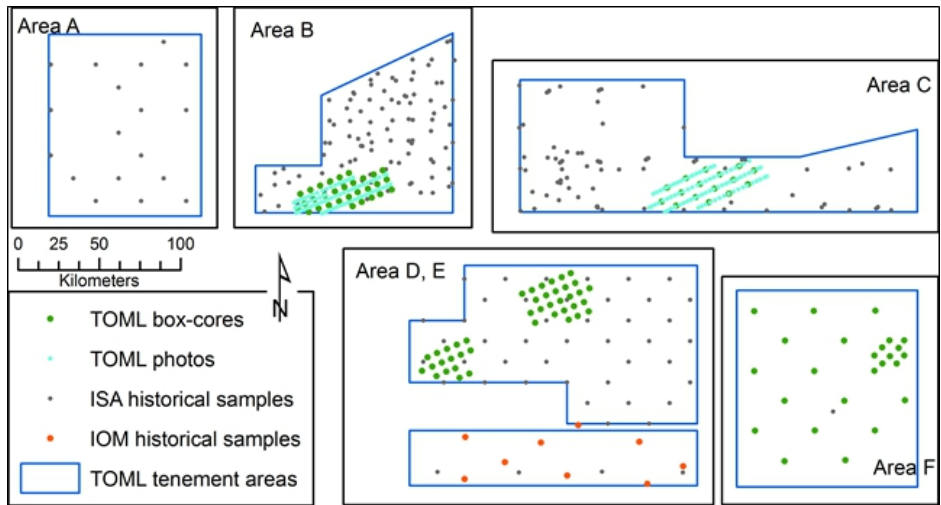 Area A
Area B
Area C
0 25 50 100
Kilometers
N
Area D, E
Area F
TOML box-cores
TOML photos
ISA historical samples
IOM historical samples
TOML tenement areas